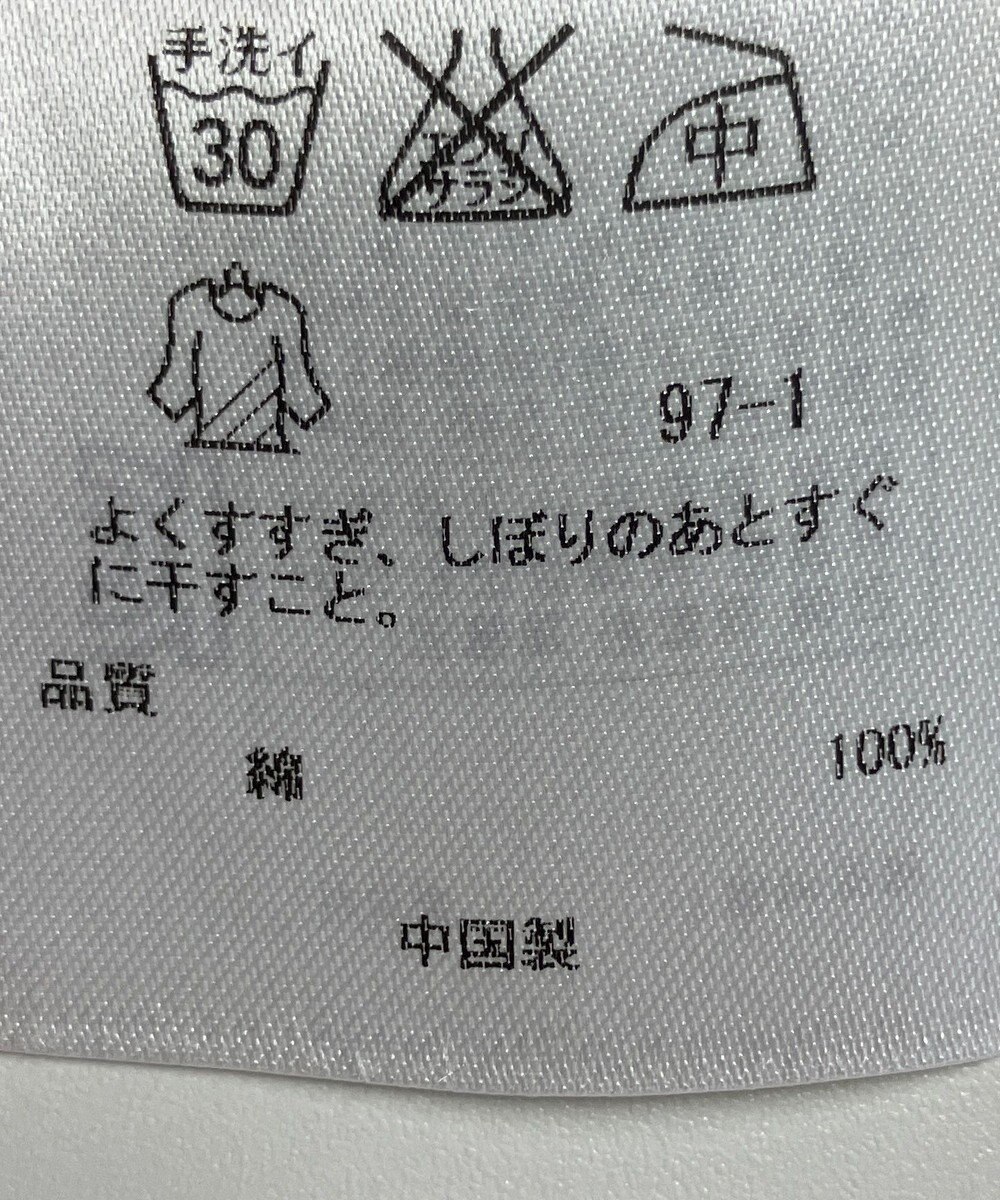 手洗イ
30
エンソ
サラシ
中
97-1
よくすすぎ、しぼりのあとすぐ
に干すこと。
品質
綿 100%
中国製